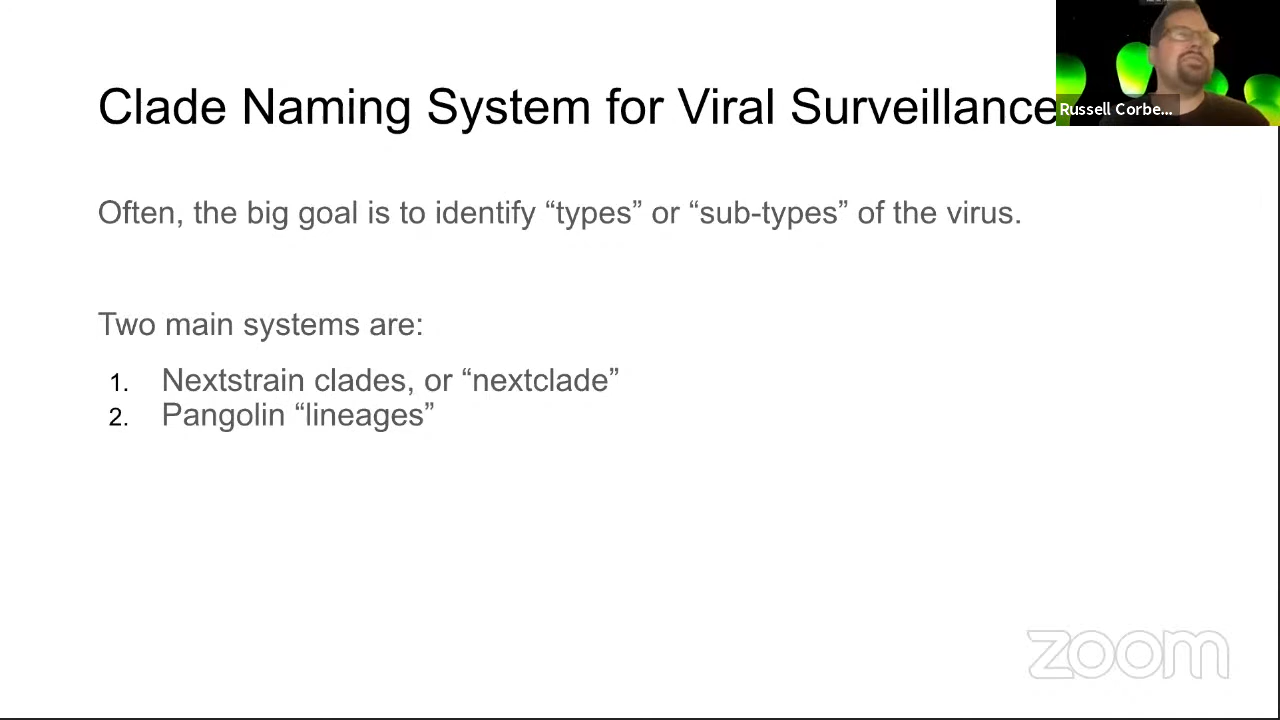 Clade Naming System for Viral Surveillance
Russell Corbe...
Often, the big goal is to identify “types” or “sub-types” of the virus.
Two main systems are:
1. Nextstrain clades, or “nextclade”
2. Pangolin “lineages”
zoom